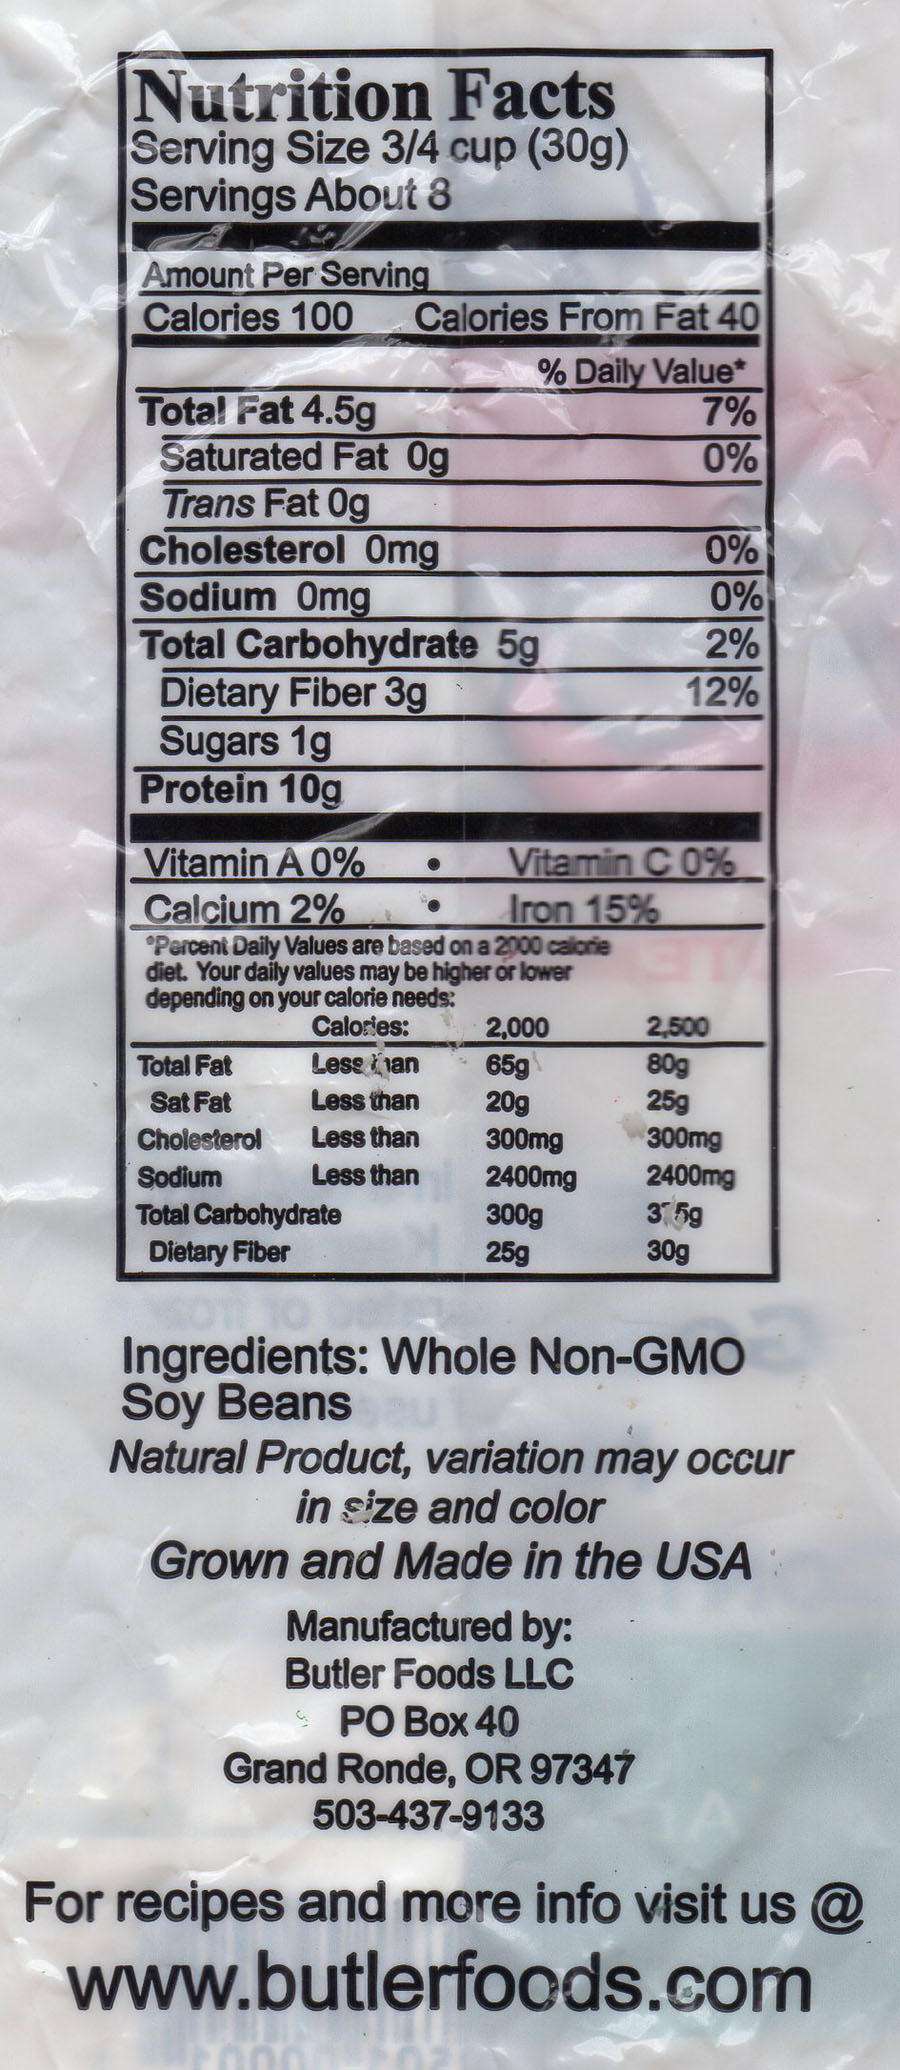 Nutrition Facts
Serving Size 3/4 cup (30g)
Servings About 8
Amount Per Serving
Calories 100 Calories From Fat 40
% Daily Value*
Total Fat 4.5g 7%
Saturated Fat 0g 0%
Trans Fat 0g
Cholesterol 0mg 0%
Sodium 0mg 0%
Total Carbohydrate 5g 2%
Dietary Fiber 3g 12%
Sugars 1g
Protein 10g
Vitamin A 0% • Vitamin C 0%
Calcium 2% • Iron 15%
*Percent Daily Values are based on a 2000 calorie
diet. Your daily values may be higher or lower
depending on your calorie needs:
Calories: 2,000 2,500
Total Fat Less than 65g 80g
Sat Fat Less than 20g 25g
Cholesterol Less than 300mg 300mg
Sodium Less than 2400mg 2400mg
Total Carbohydrate 300g 375g
Dietary Fiber 25g 30g
Ingredients: Whole Non-GMO
Soy Beans
Natural Product, variation may occur
in size and color
Grown and Made in the USA
Manufactured by:
Butler Foods LLC
PO Box 40
Grand Ronde, OR 97347
503-437-9133
For recipes and more info visit us @
www.butlerfoods.com